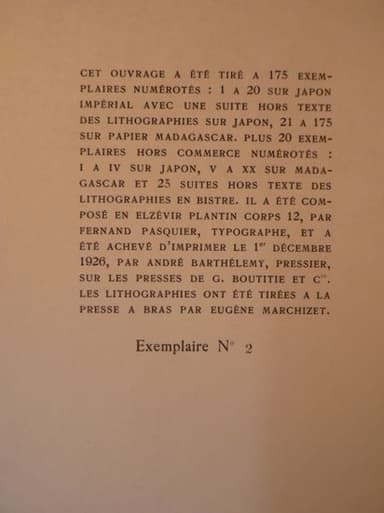 CET OUVRAGE A ÉTÉ TIRÉ A 175 EXEM-
PLAIRES NUMÉROTÉS : 1 A 20 SUR JAPON
IMPÉRIAL AVEC UNE SUITE HORS TEXTE
DES LITHOGRAPHIES SUR JAPON, 21 A 175
SUR PAPIER MADAGASCAR. PLUS 20 EXEM-
PLAIRES HORS COMMERCE NUMÉROTÉS :
I A IV SUR JAPON, V A XX SUR MADA-
GASCAR ET 25 SUITES HORS TEXTE DES
LITHOGRAPHIES EN BISTRE. IL A ÉTÉ COM-
POSÉ EN ELZÉVIR PLANTIN CORPS 12, PAR
FERNAND PASQUIER, TYPOGRAPHE, ET A
ÉTÉ ACHEVÉ D'IMPRIMER LE 1er DÉCEMBRE
1926, PAR ANDRÉ BARTHÉLEMY, PRESSIER,
SUR LES PRESSES DE G. BOUTITIE ET Cie.
LES LITHOGRAPHIES ONT ÉTÉ TIRÉES A LA
PRESSE A BRAS PAR EUGÈNE MARCHIZET.
Exemplaire N° 2